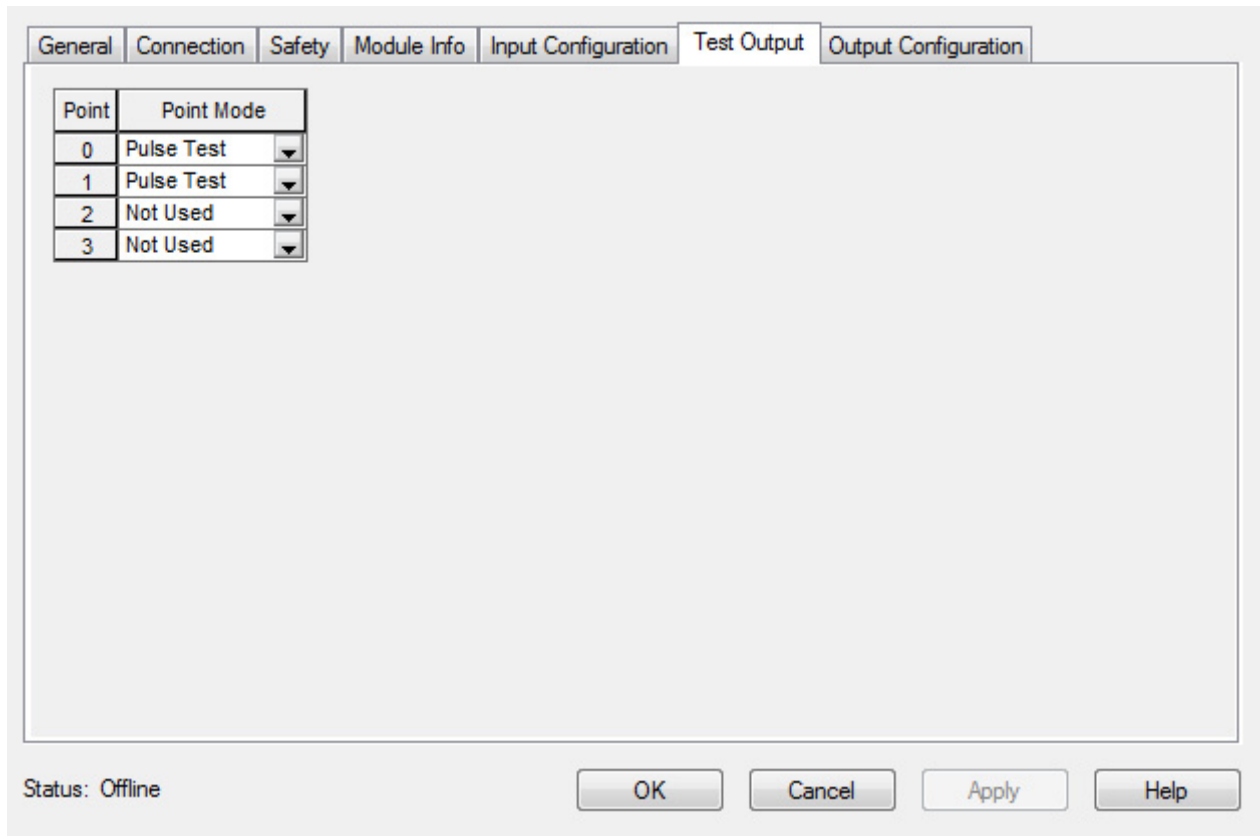 General Connection Safety Module Info Input Configuration Test Output Output Configuration
Point Point Mode
0 Pulse Test
1 Pulse Test
2 Not Used
3 Not Used
Status: Offline OK Cancel Apply Help